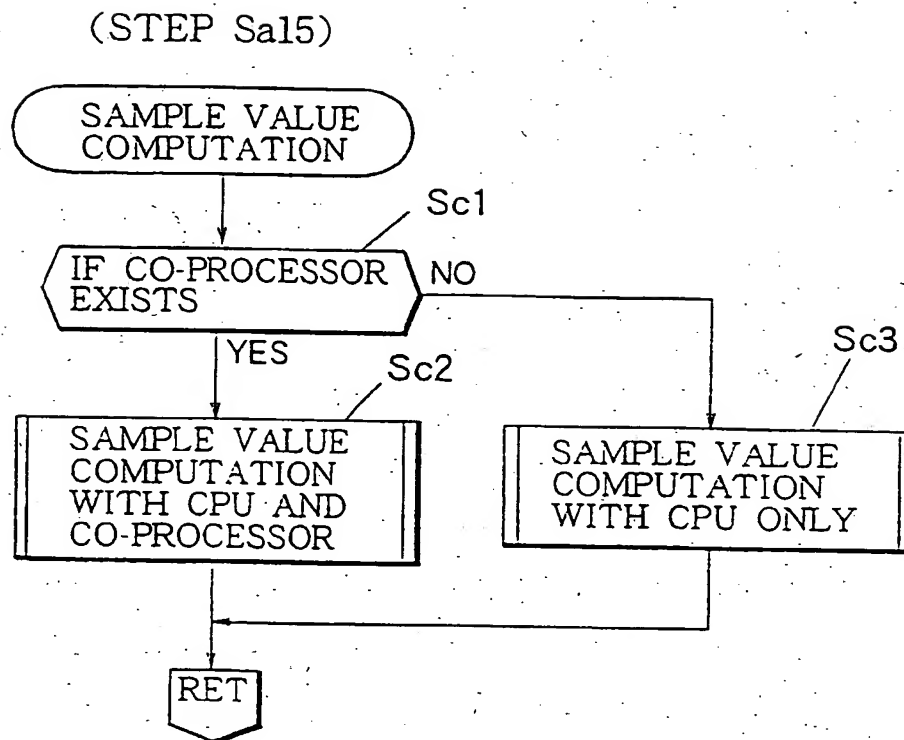 (STEP Sa15)
SAMPLE VALUE
COMPUTATION
Sc1
IF CO-PROCESSOR
EXISTS
NO
YES
Sc2
SAMPLE VALUE
COMPUTATION
WITH CPU AND
CO-PROCESSOR
Sc3
SAMPLE VALUE
COMPUTATION
WITH CPU ONLY
RET